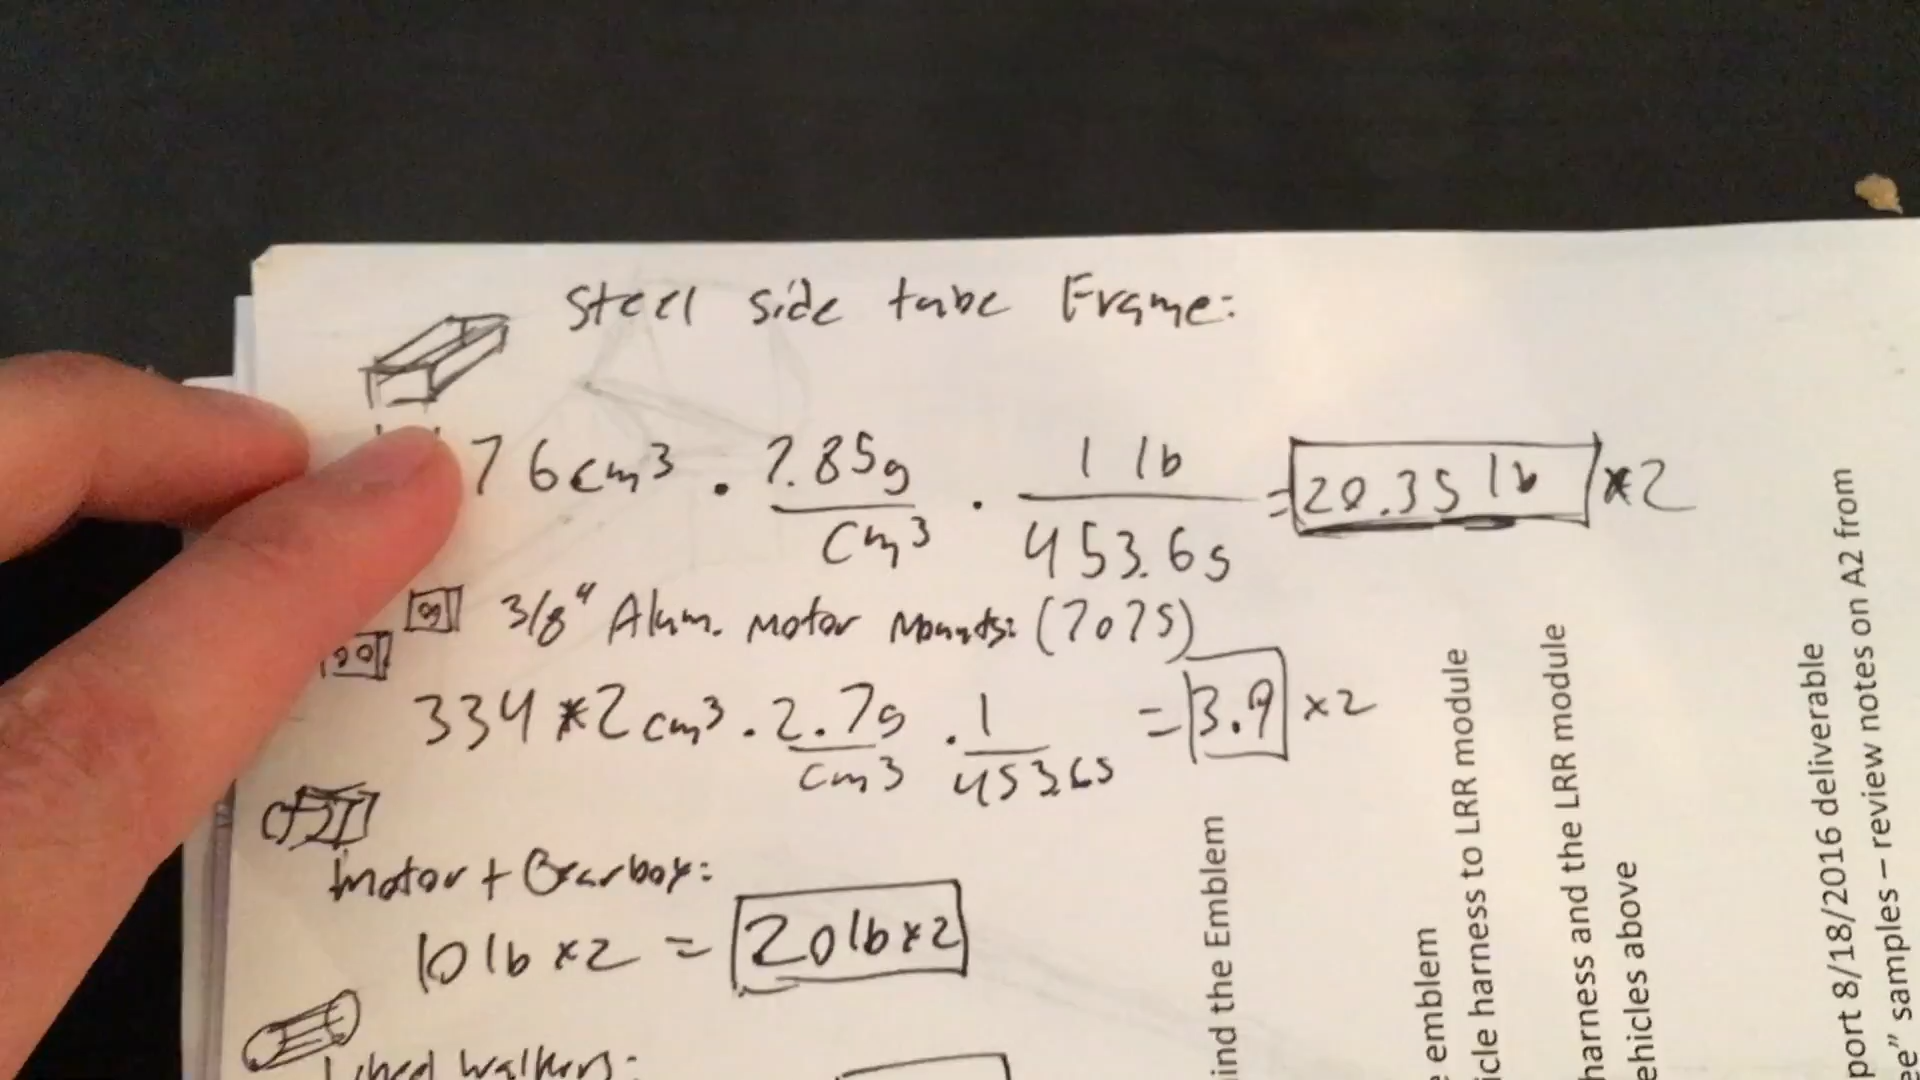 Steel side tube Frame:
76cm³ · 7.85g/cm³ · 1 lb/453.6g = 20.35 lb *2
3/8" Alum. Motor Mounts: (7075)
334*2cm³ · 2.7g/cm³ · 1/453.6g = 3.9 x2
Motor + Gearbox:
10lb x2 = 20lb x2
ind the Emblem
emblem
icle harness to LRR module
harness and the LRR module
ehicles above
port 8/18/2016 deliverable
ee" samples – review notes on A2 from